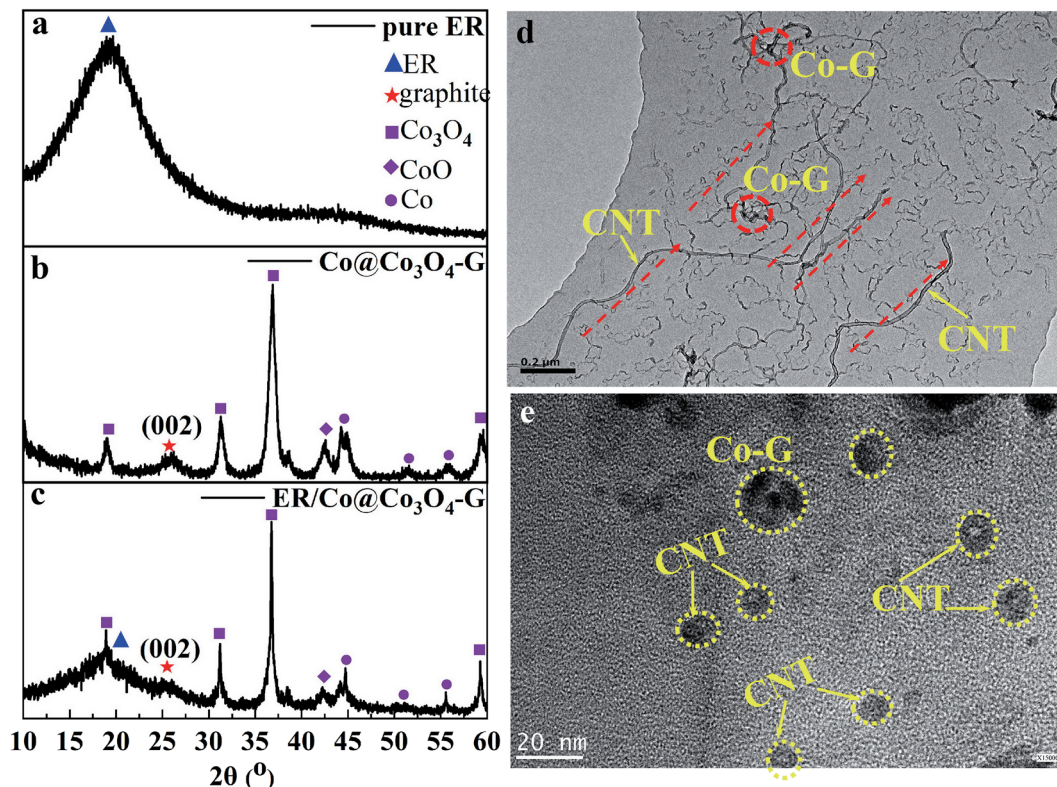 a
pure ER
ER
graphite
Co₃O₄
CoO
Co
b
Co@Co₃O₄-G
(002)
c
ER/Co@Co₃O₄-G
(002)
10 15 20 25 30 35 40 45 50 55 60
2θ (º)
d
Co-G
Co-G
CNT
CNT
0.2 μm
e
Co-G
CNT
CNT
CNT
20 nm